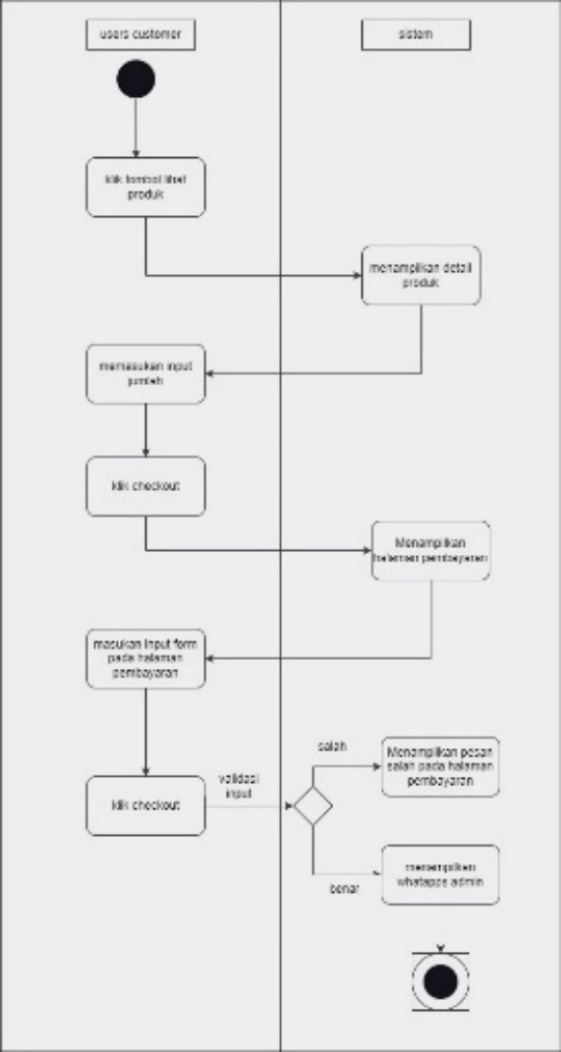 users customer
sistem
klik tombol lihat
produk
menampilkan detail
produk
memasukan input
jumlah
klik checkout
Menampilkan
halaman pembayaran
masukan input form
pada halaman
pembayaran
salah
Menampilkan pesan
salah pada halaman
pembayaran
validasi
input
klik checkout
menampilkan
whatapps admin
benar